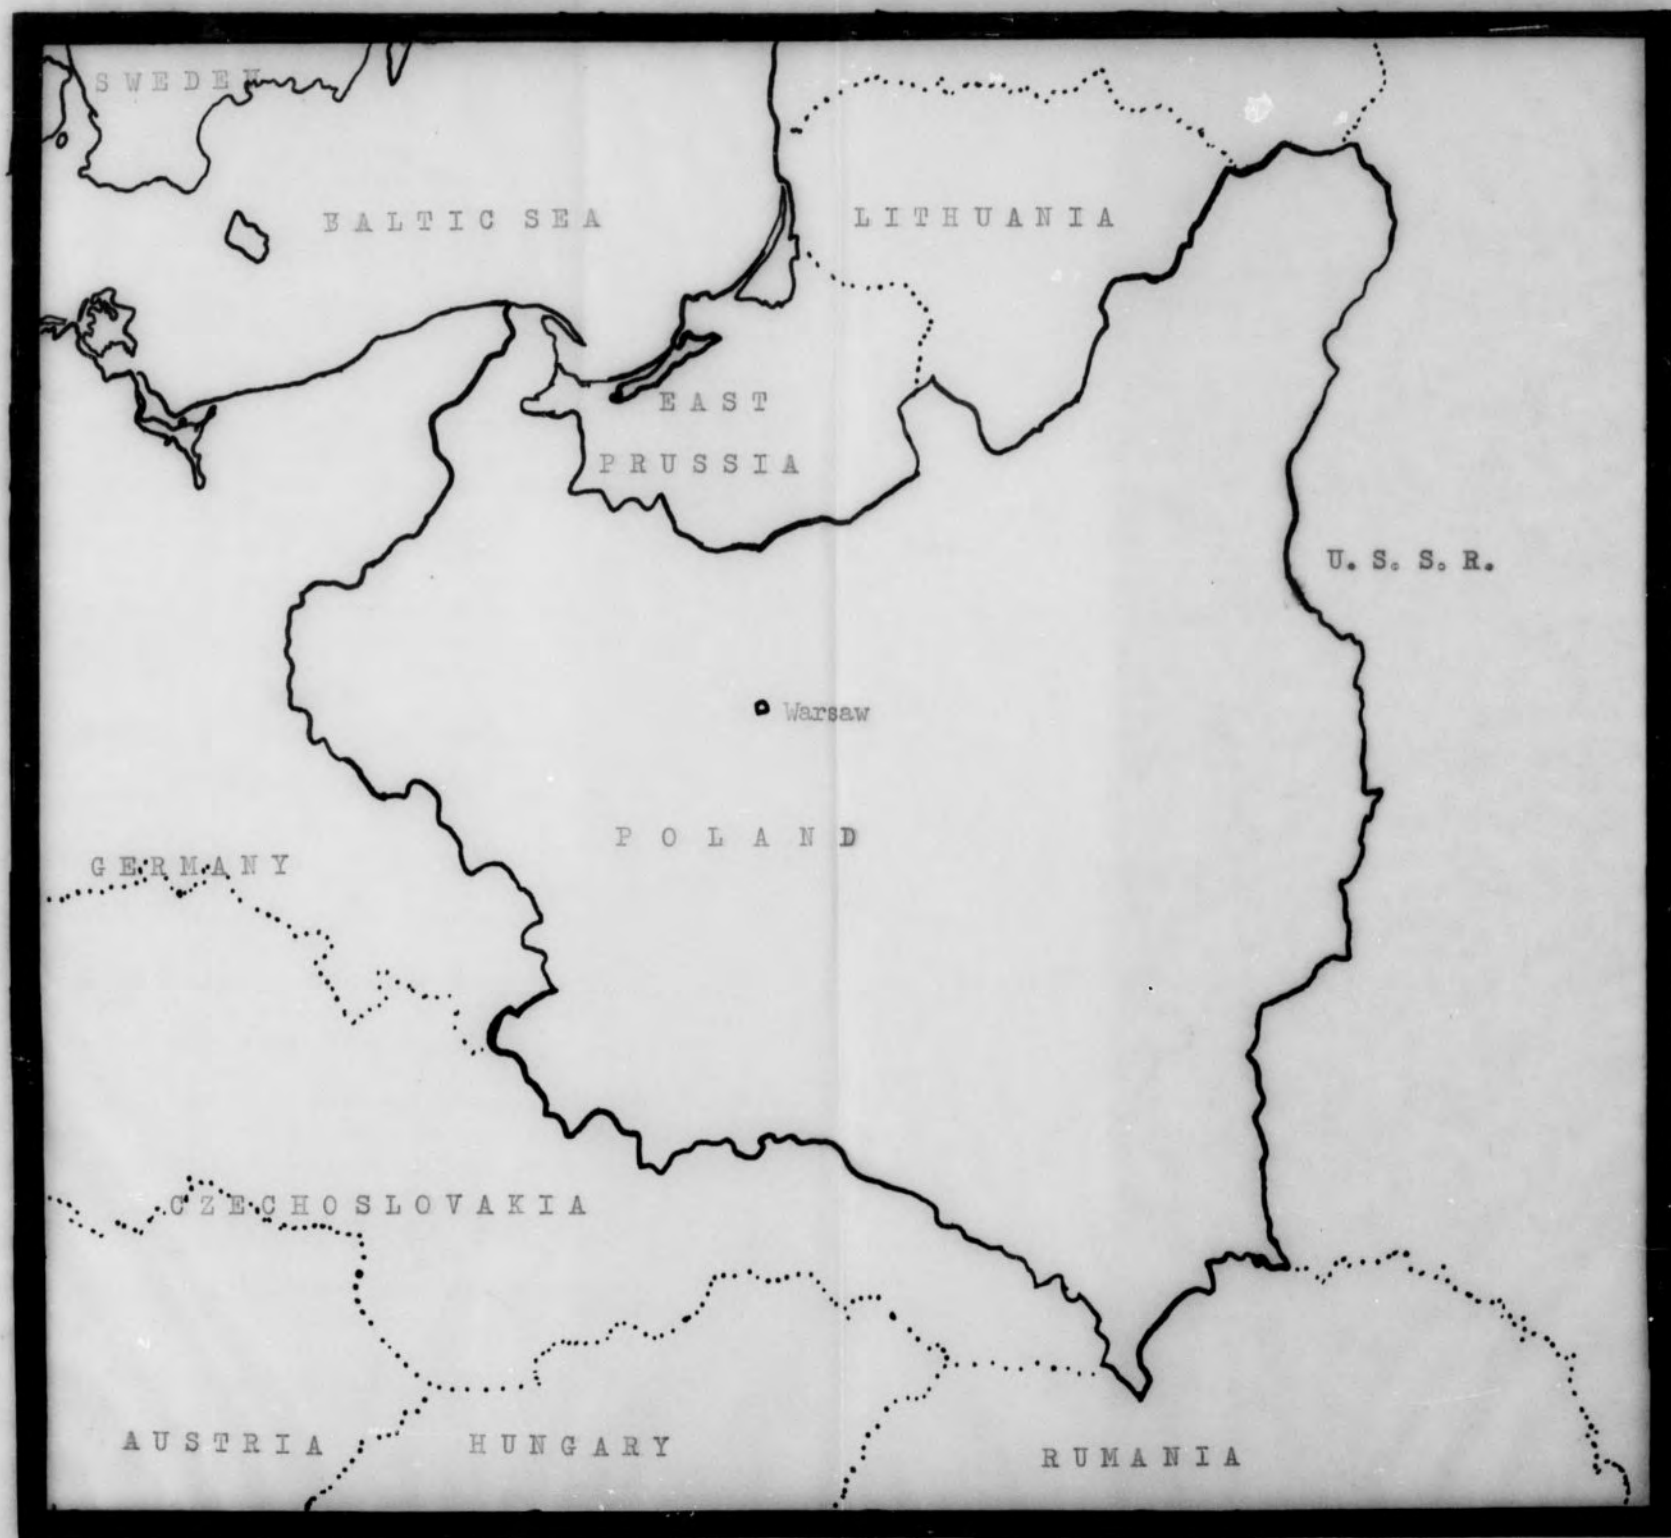 SWEDEN
BALTIC SEA
LITHUANIA
EAST
PRUSSIA
U. S. S. R.
Warsaw
POLAND
GERMANY
CZECHOSLOVAKIA
AUSTRIA
HUNGARY
RUMANIA